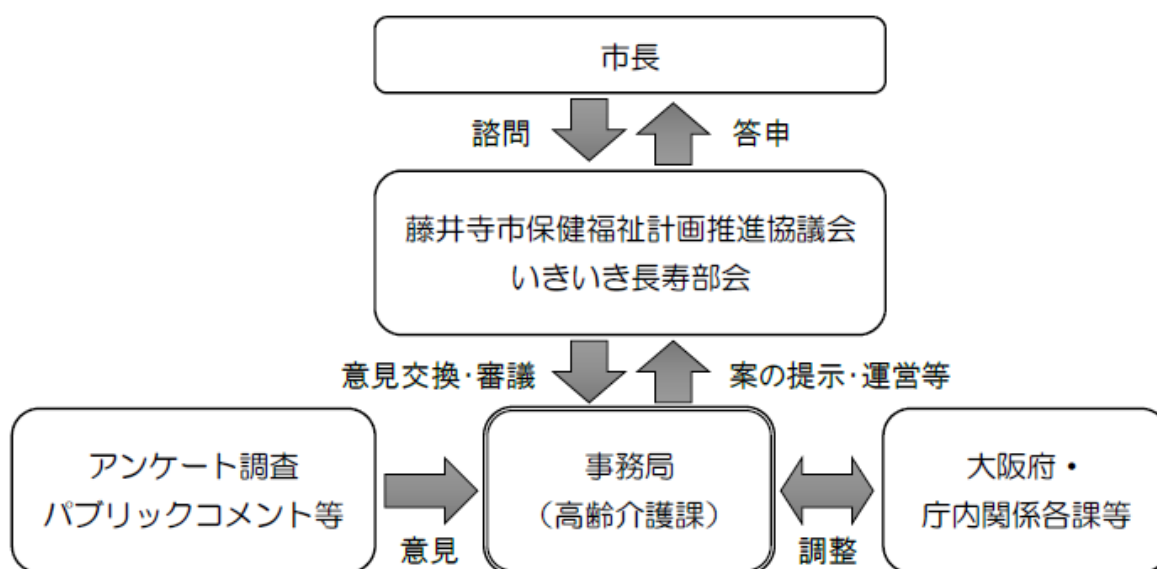 市長
諮問
答申
藤井寺市保健福祉計画推進協議会
いきいき長寿部会
意見交換・審議
案の提示・運営等
アンケート調査
パブリックコメント等
意見
事務局
（高齢介護課）
調整
大阪府・
庁内関係各課等